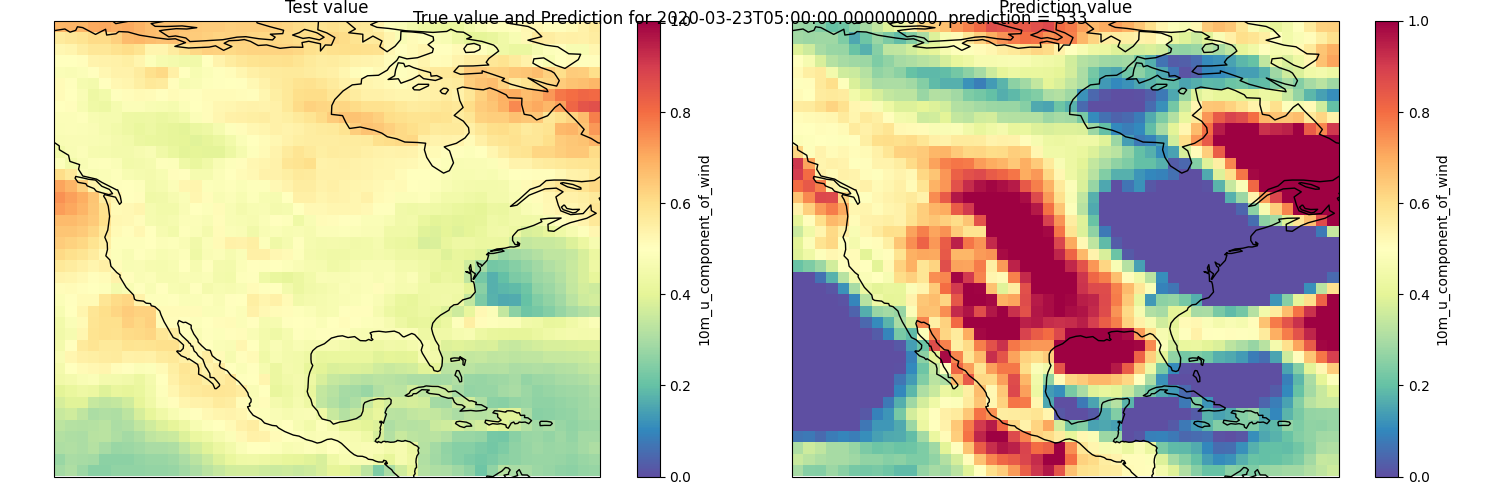 True value and Prediction for 2020-03-23T05:00:00.000000000, prediction = 533
Test value
1.0
0.8
0.6
0.4
0.2
0.0
10m_u_component_of_wind
Prediction value
1.0
0.8
0.6
0.4
0.2
0.0
10m_u_component_of_wind